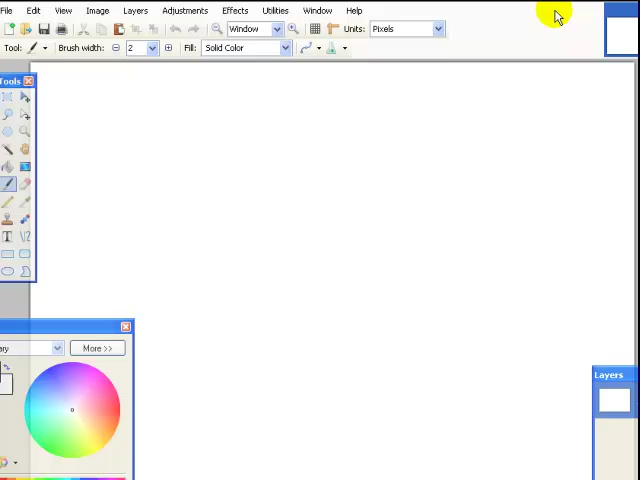 File Edit View Image Layers Adjustments Effects Utilities Window Help
Window Units: Pixels
Tool: Brush width: 2 Fill: Solid Color
Tools
ary More >>
Layers